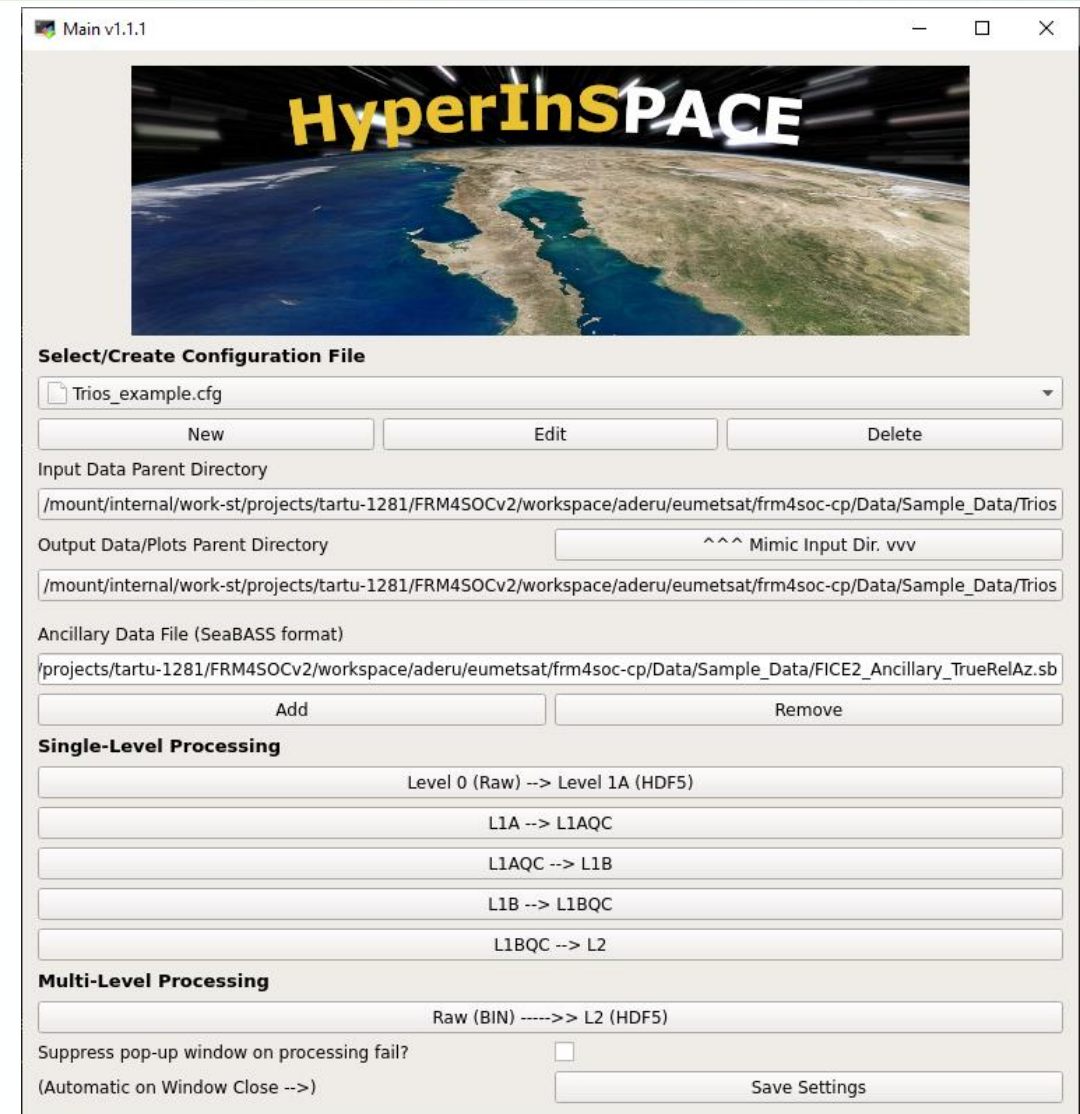 Main v1.1.1
HyperInSPACE
Select/Create Configuration File
Trios_example.cfg
New Edit Delete
Input Data Parent Directory
/mount/internal/work-st/projects/tartu-1281/FRM4SOCv2/workspace/aderu/eumetsat/frm4soc-cp/Data/Sample_Data/Trios
Output Data/Plots Parent Directory ^^^ Mimic Input Dir. vvv
/mount/internal/work-st/projects/tartu-1281/FRM4SOCv2/workspace/aderu/eumetsat/frm4soc-cp/Data/Sample_Data/Trios
Ancillary Data File (SeaBASS format)
/projects/tartu-1281/FRM4SOCv2/workspace/aderu/eumetsat/frm4soc-cp/Data/Sample_Data/FICE2_Ancillary_TrueRelAz.sb
Add Remove
Single-Level Processing
Level 0 (Raw) --> Level 1A (HDF5)
L1A --> L1AQC
L1AQC --> L1B
L1B --> L1BQC
L1BQC --> L2
Multi-Level Processing
Raw (BIN) ----->> L2 (HDF5)
Suppress pop-up window on processing fail?
(Automatic on Window Close -->) Save Settings